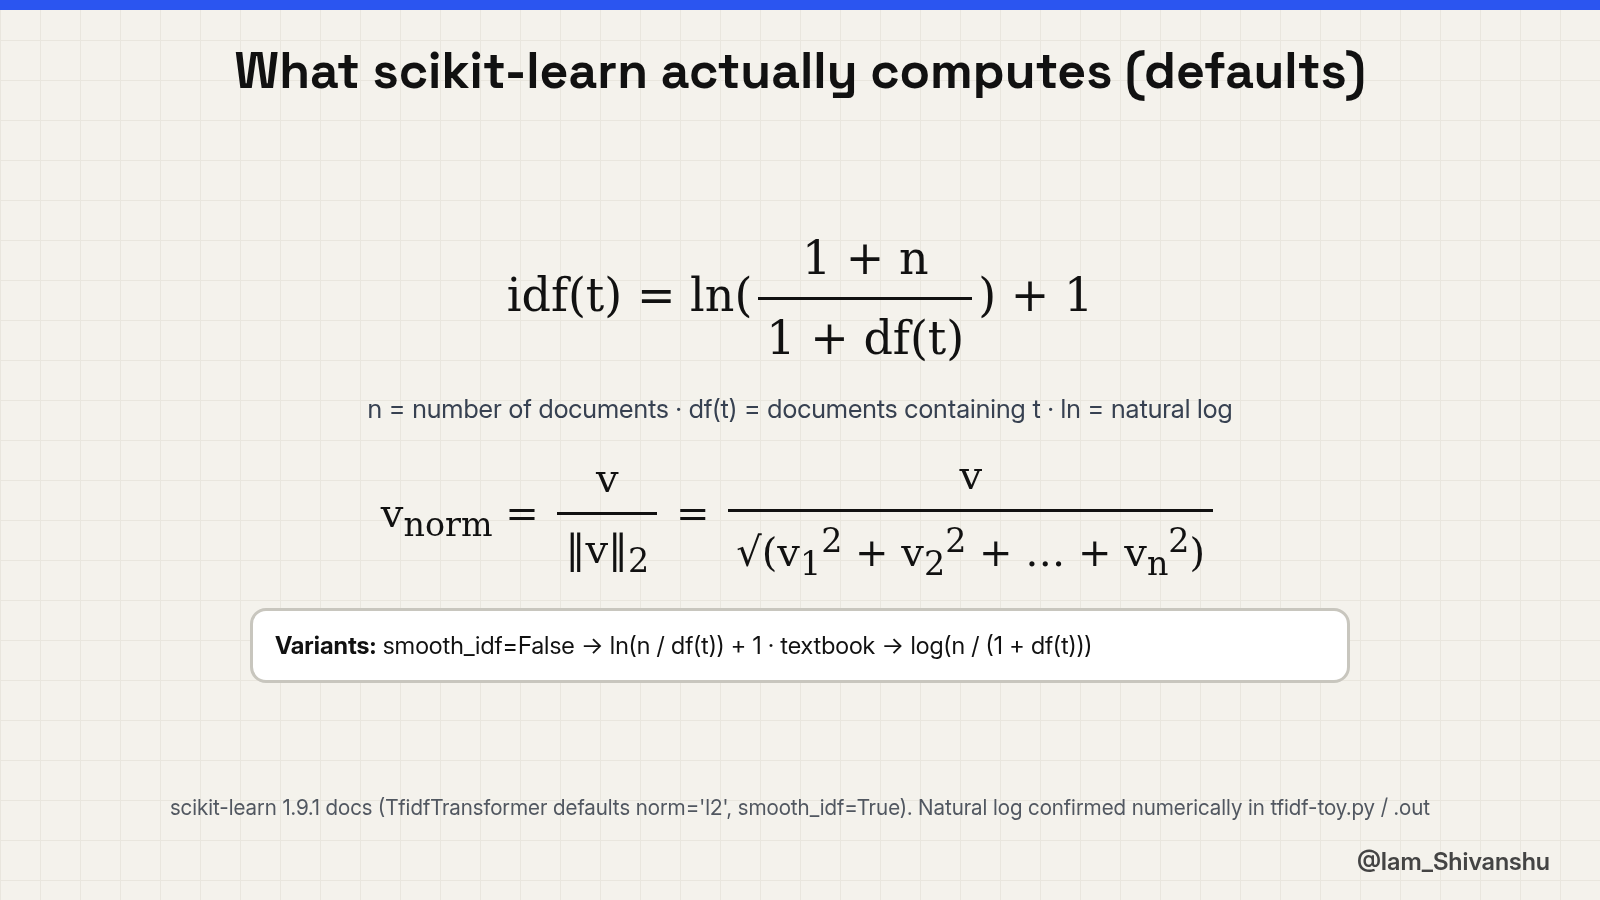 What scikit-learn actually computes (defaults)
idf(t) = ln( (1 + n) / (1 + df(t)) ) + 1
n = number of documents · df(t) = documents containing t · ln = natural log
v_norm = v / ‖v‖₂ = v / √(v₁² + v₂² + … + vₙ²)
Variants: smooth_idf=False → ln(n / df(t)) + 1 · textbook → log(n / (1 + df(t)))
scikit-learn 1.9.1 docs (TfidfTransformer defaults norm='l2', smooth_idf=True). Natural log confirmed numerically in tfidf-toy.py / .out
@Iam_Shivanshu